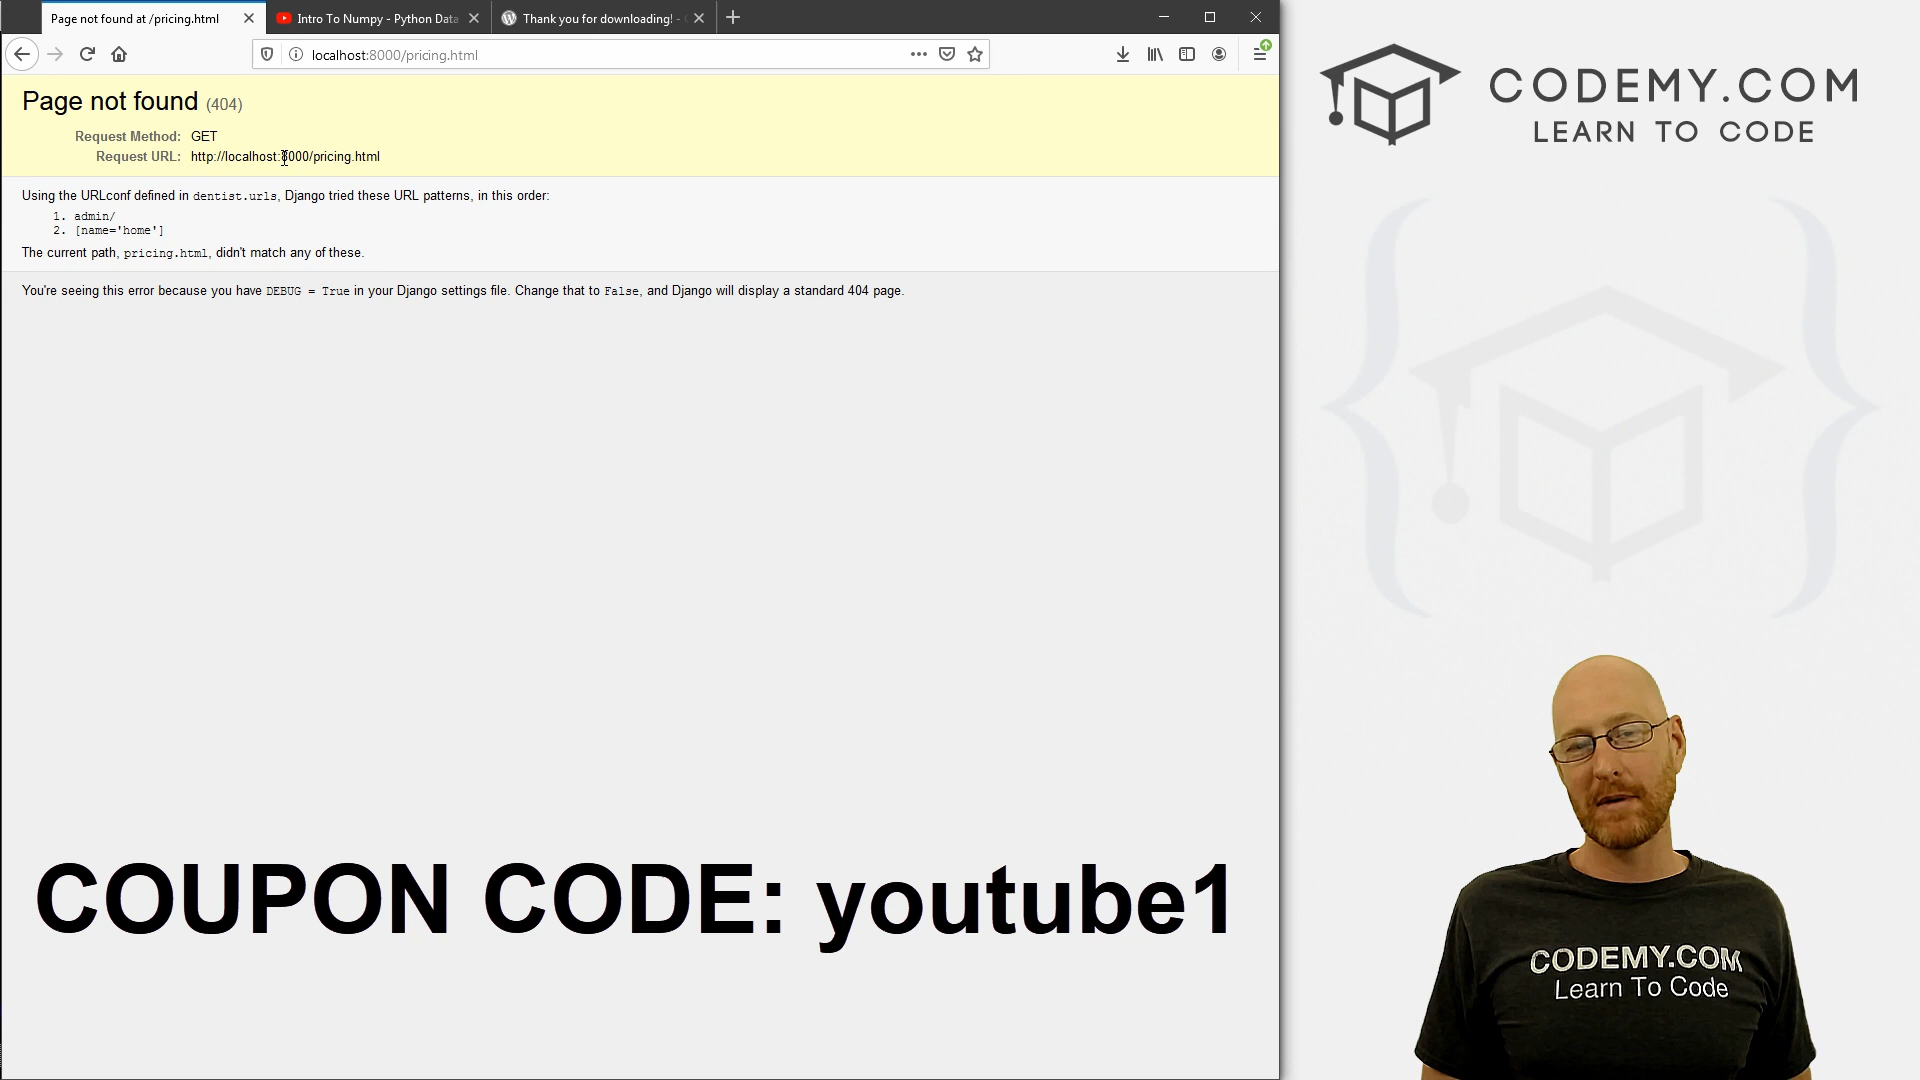 Page not found at /pricing.html
Intro To Numpy - Python Data
Thank you for downloading! -
localhost:8000/pricing.html
Page not found (404)
Request Method: GET
Request URL: http://localhost:8000/pricing.html
Using the URLconf defined in dentist.urls, Django tried these URL patterns, in this order:
1. admin/
2. [name='home']
The current path, pricing.html, didn't match any of these.
You're seeing this error because you have DEBUG = True in your Django settings file. Change that to False, and Django will display a standard 404 page.
COUPON CODE: youtube1
CODEMY.COM
LEARN TO CODE
CODEMY.COM
Learn To Code